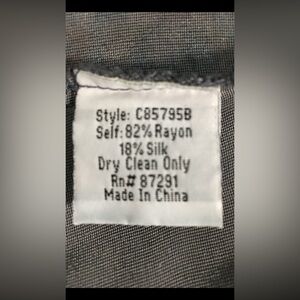 Style: C85795B
Self: 82% Rayon
18% Silk
Dry Clean Only
Rn# 87291
Made In China